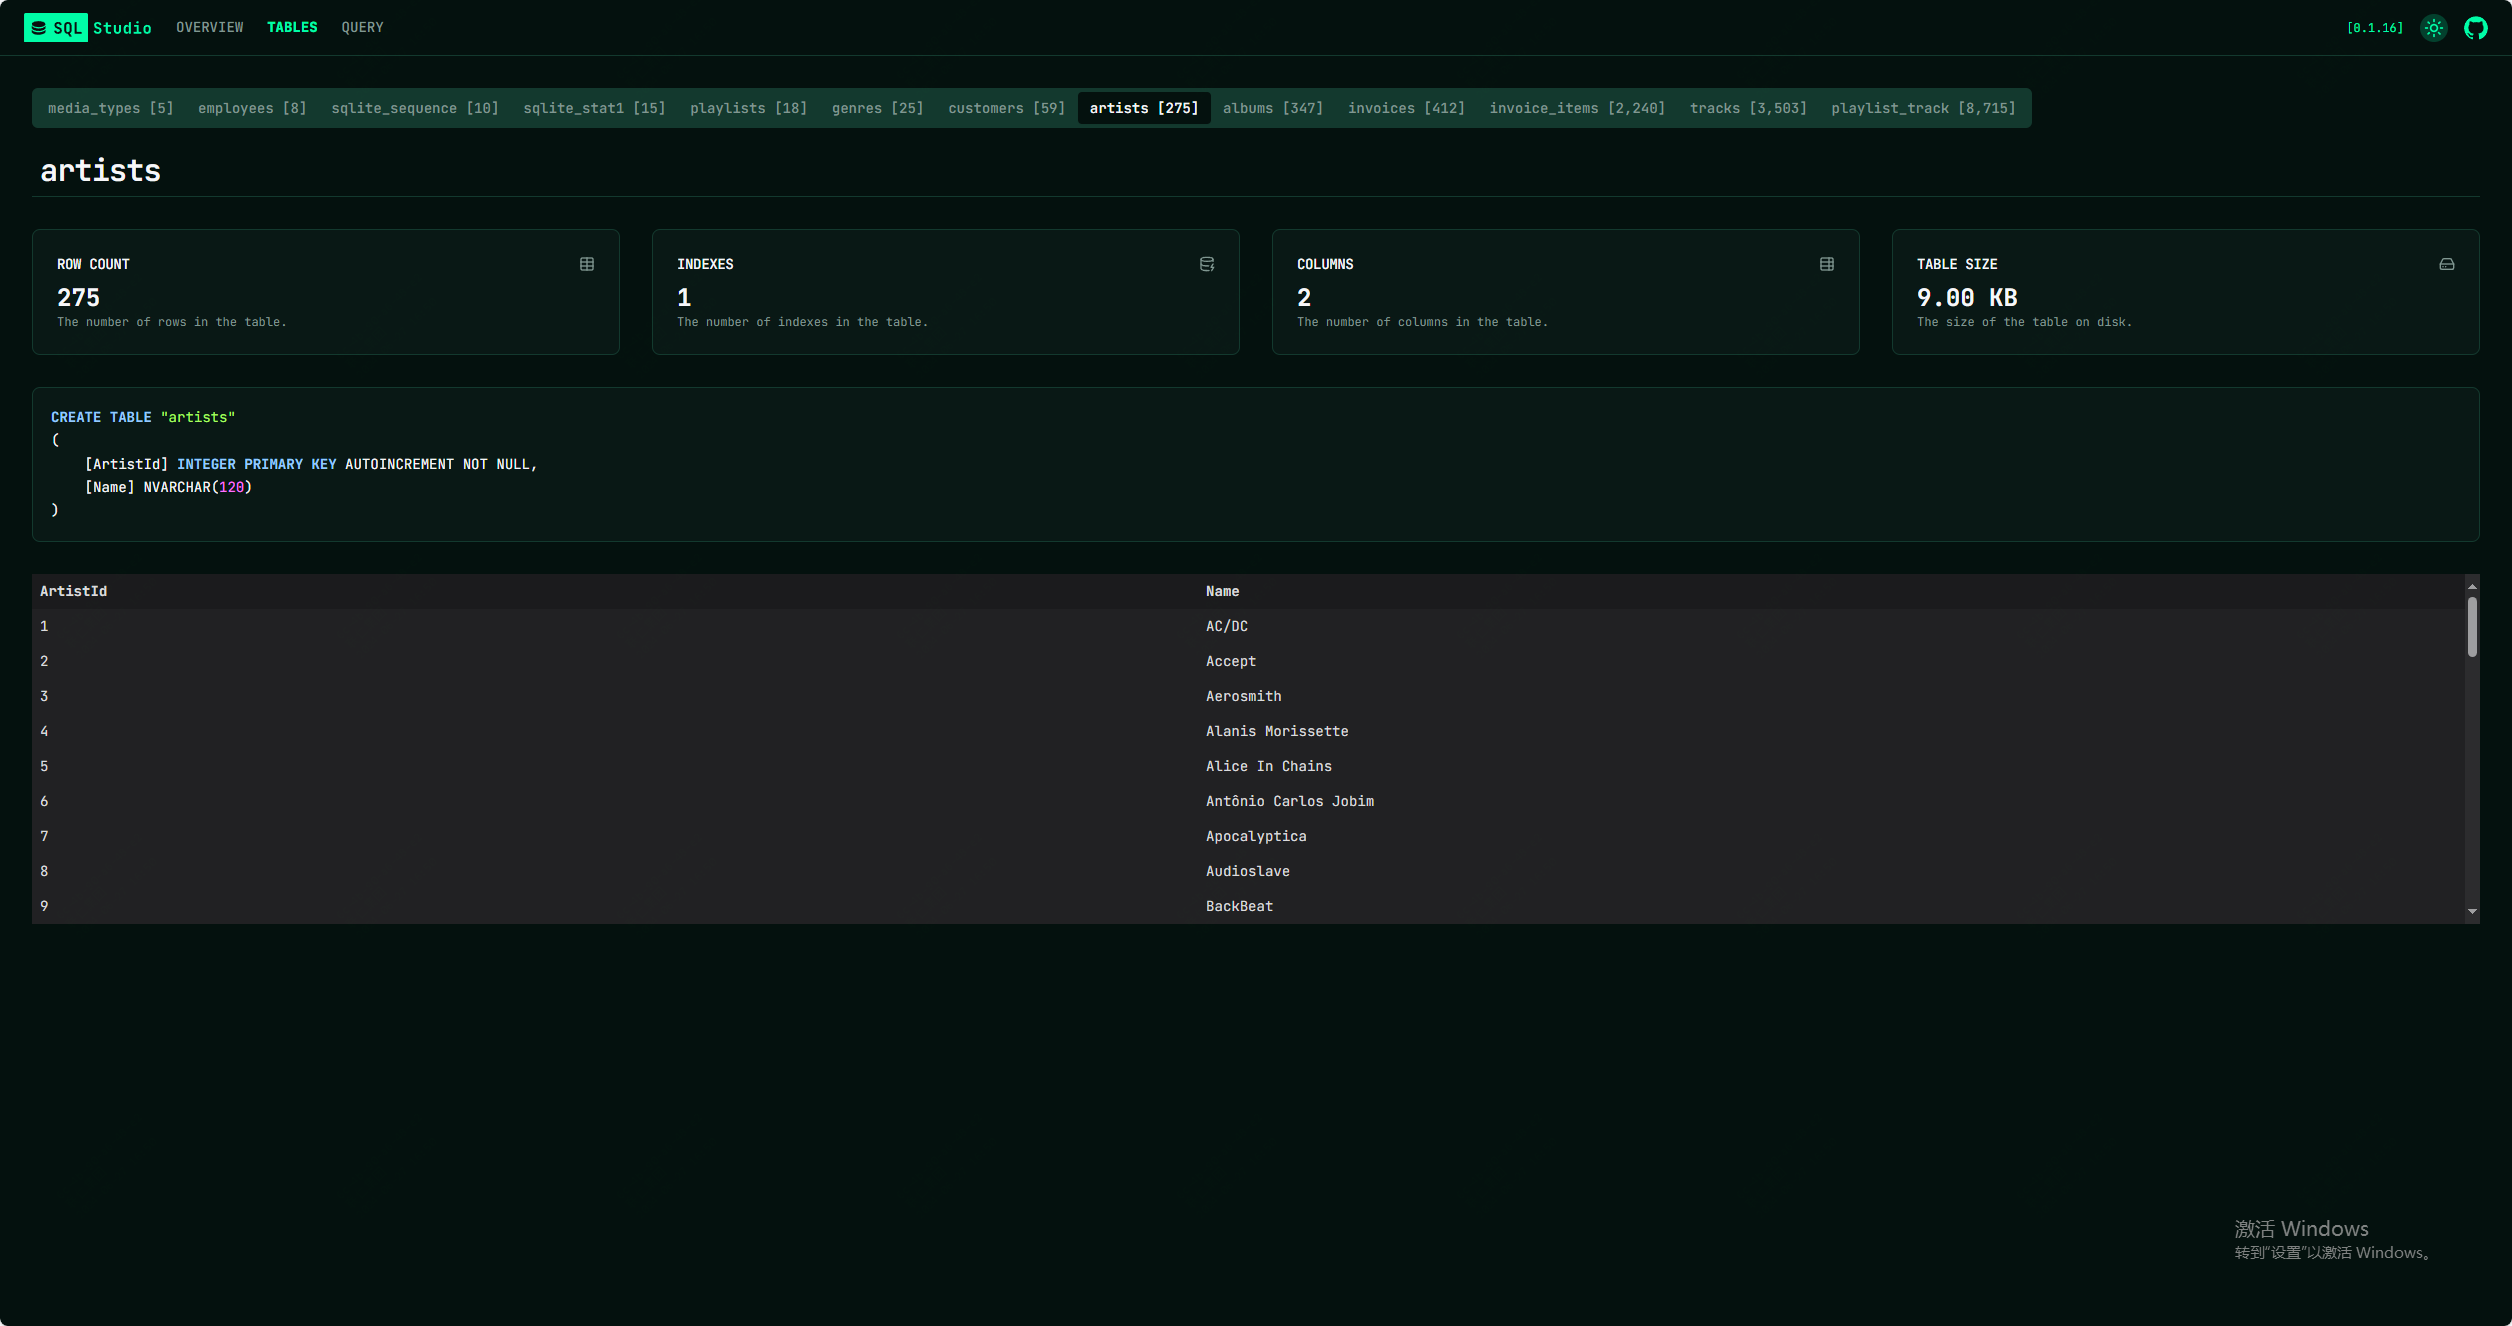 SQL Studio OVERVIEW TABLES QUERY [0.1.16]
media_types [5] employees [8] sqlite_sequence [10] sqlite_stat1 [15] playlists [18] genres [25] customers [59] artists [275] albums [347] invoices [412] invoice_items [2,240] tracks [3,503] playlist_track [8,715]
artists
ROW COUNT
275
The number of rows in the table.
INDEXES
1
The number of indexes in the table.
COLUMNS
2
The number of columns in the table.
TABLE SIZE
9.00 KB
The size of the table on disk.
CREATE TABLE "artists"
(
    [ArtistId] INTEGER PRIMARY KEY AUTOINCREMENT NOT NULL,
    [Name] NVARCHAR(120)
)
ArtistId Name
1 AC/DC
2 Accept
3 Aerosmith
4 Alanis Morissette
5 Alice In Chains
6 Antônio Carlos Jobim
7 Apocalyptica
8 Audioslave
9 BackBeat
激活 Windows
转到“设置”以激活 Windows。